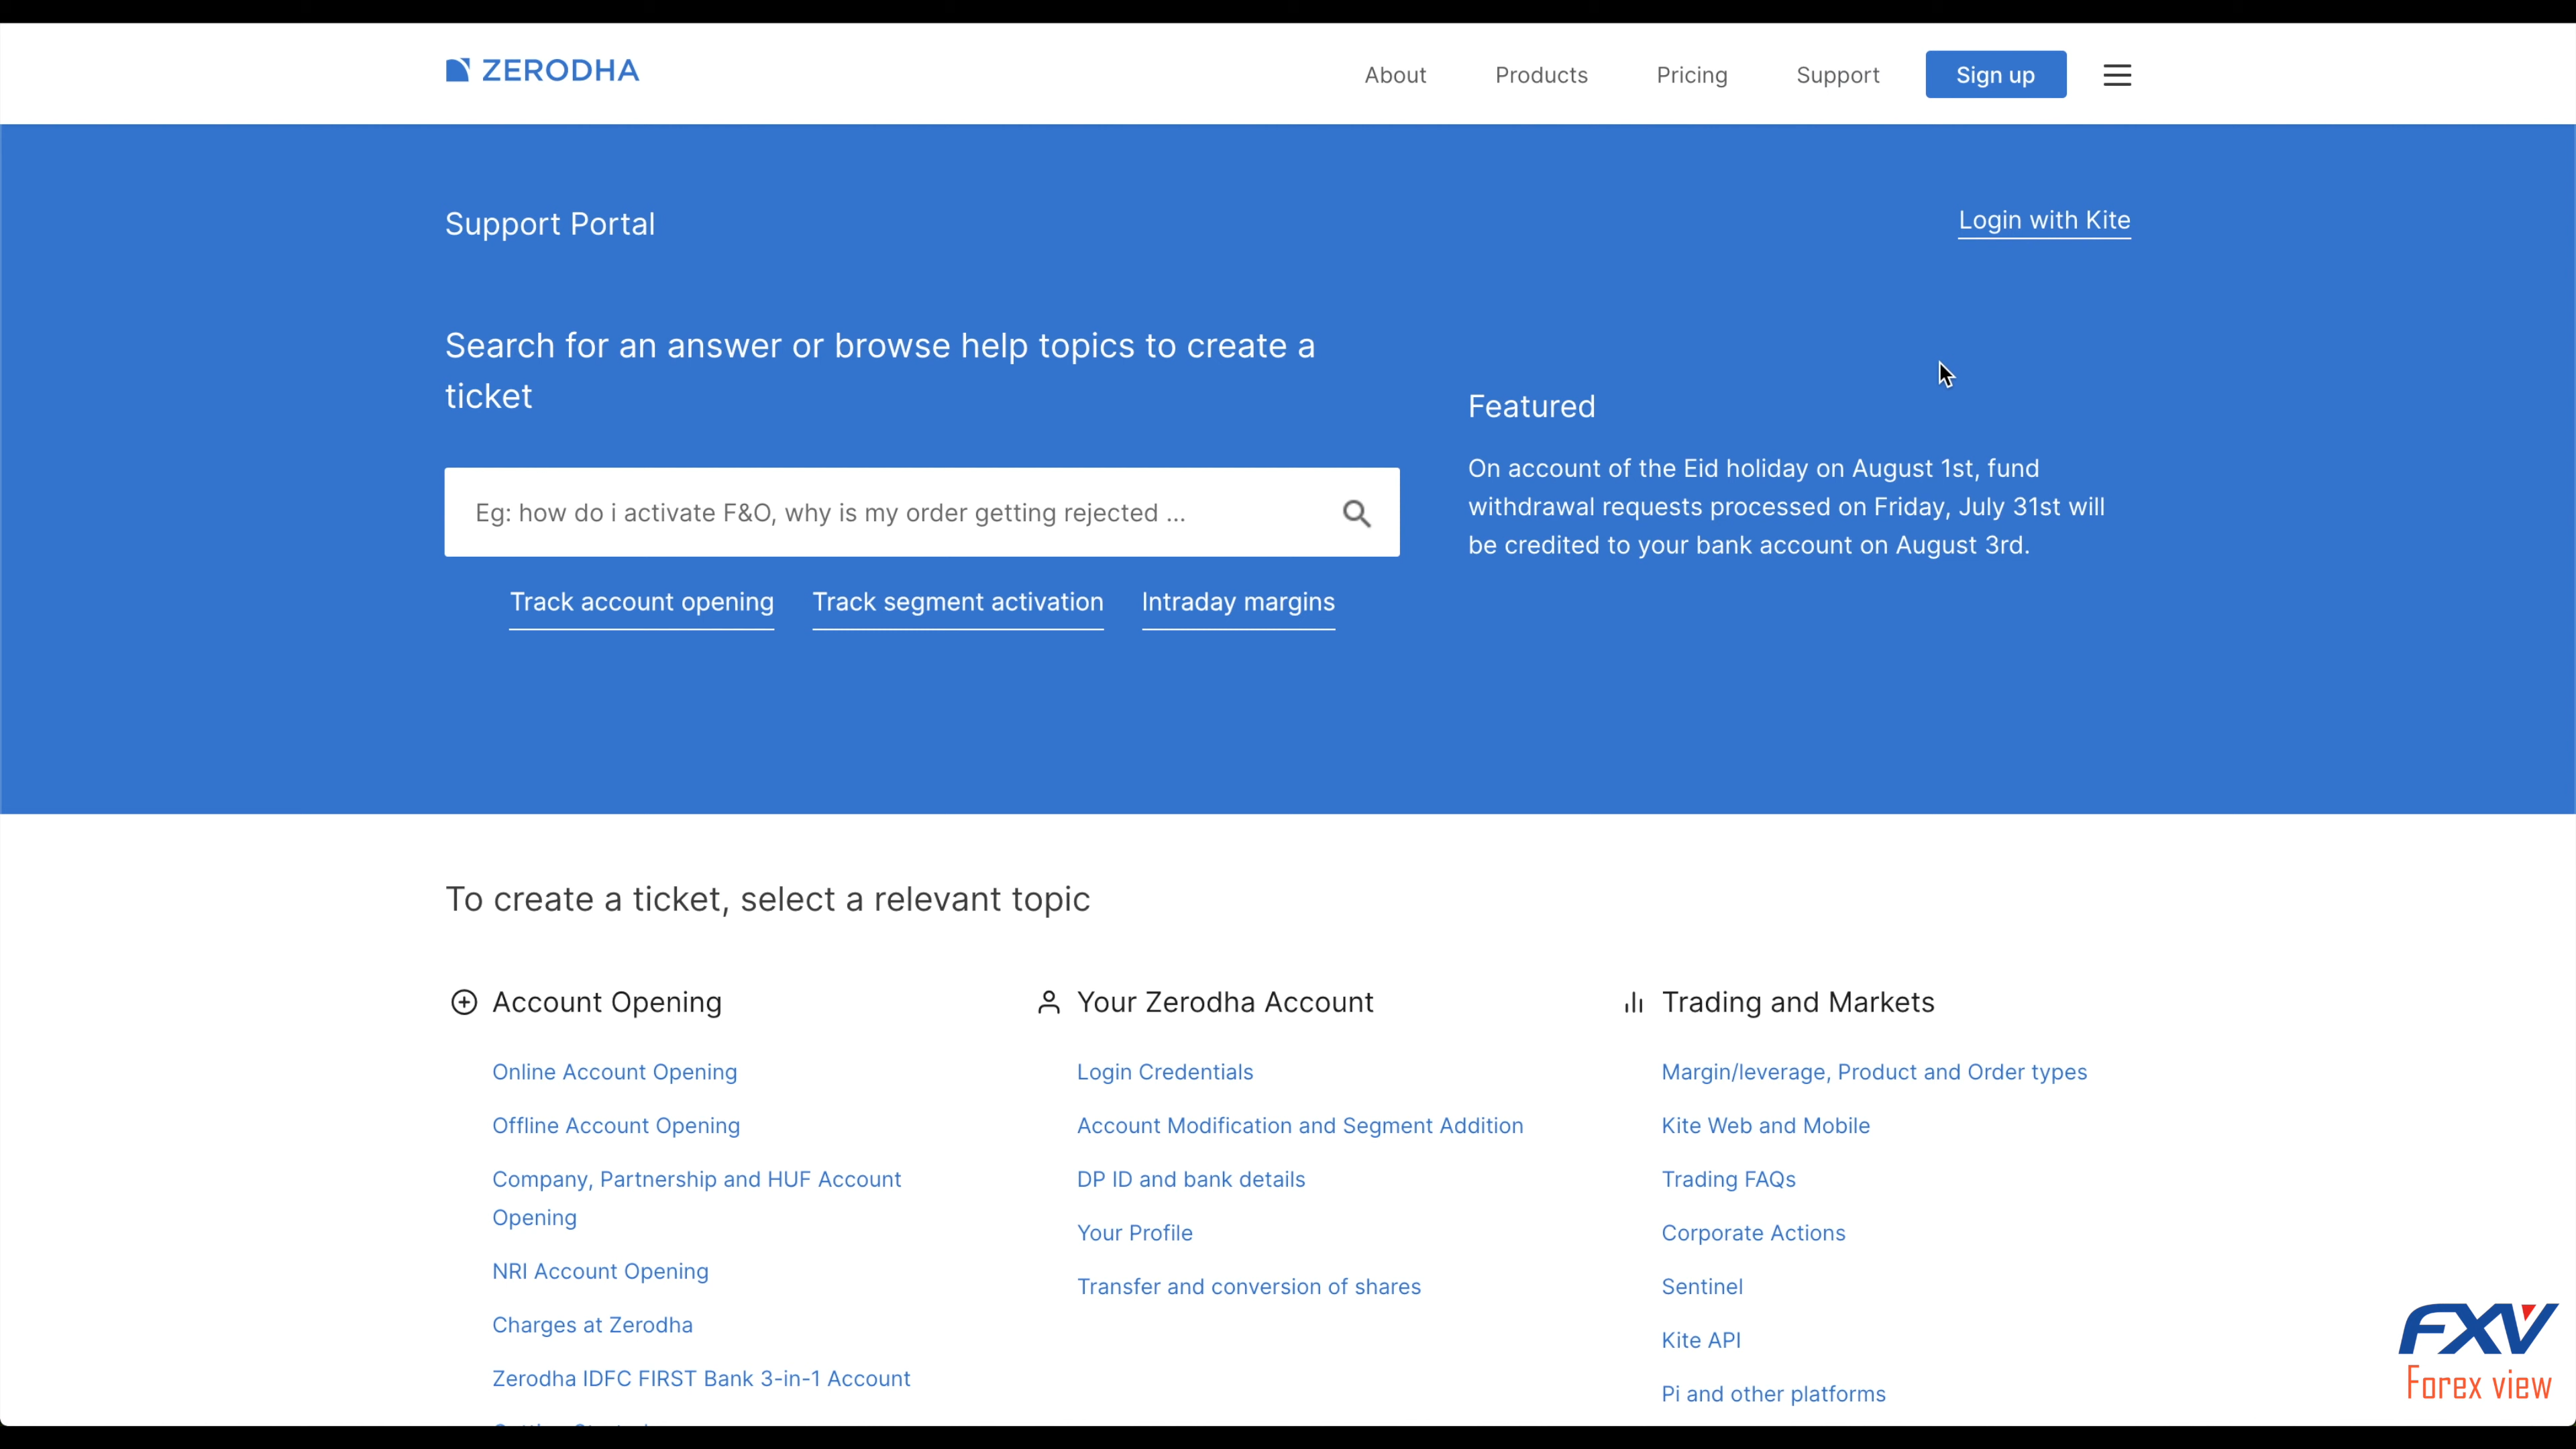 ZERODHA
About Products Pricing Support Sign up
Support Portal
Login with Kite
Search for an answer or browse help topics to create a
ticket
Eg: how do i activate F&O, why is my order getting rejected ...
Track account opening Track segment activation Intraday margins
Featured
On account of the Eid holiday on August 1st, fund
withdrawal requests processed on Friday, July 31st will
be credited to your bank account on August 3rd.
To create a ticket, select a relevant topic
Account Opening
Online Account Opening
Offline Account Opening
Company, Partnership and HUF Account
Opening
NRI Account Opening
Charges at Zerodha
Zerodha IDFC FIRST Bank 3-in-1 Account
Your Zerodha Account
Login Credentials
Account Modification and Segment Addition
DP ID and bank details
Your Profile
Transfer and conversion of shares
Trading and Markets
Margin/leverage, Product and Order types
Kite Web and Mobile
Trading FAQs
Corporate Actions
Sentinel
Kite API
Pi and other platforms
FXV
Forex view